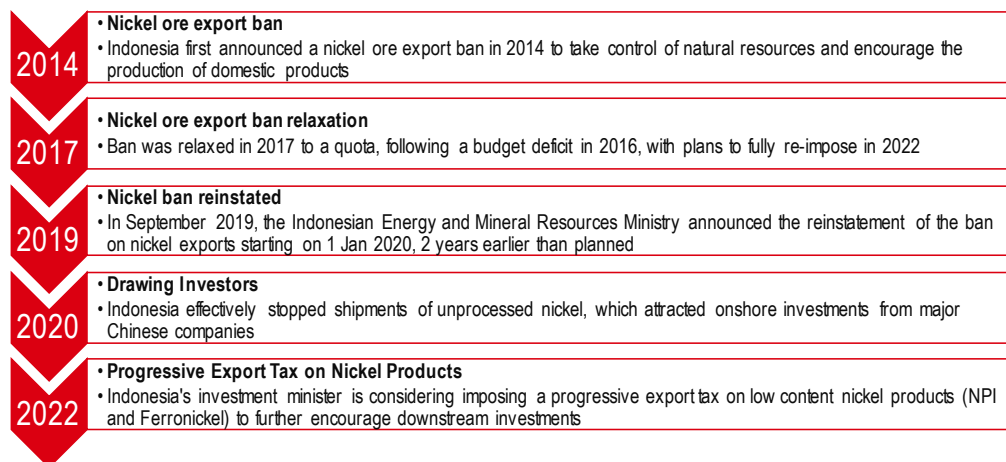 2014
• Nickel ore export ban
• Indonesia first announced a nickel ore export ban in 2014 to take control of natural resources and encourage the
production of domestic products
2017
• Nickel ore export ban relaxation
• Ban was relaxed in 2017 to a quota, following a budget deficit in 2016, with plans to fully re-impose in 2022
2019
• Nickel ban reinstated
• In September 2019, the Indonesian Energy and Mineral Resources Ministry announced the reinstatement of the ban
on nickel exports starting on 1 Jan 2020, 2 years earlier than planned
2020
• Drawing Investors
• Indonesia effectively stopped shipments of unprocessed nickel, which attracted onshore investments from major
Chinese companies
2022
• Progressive Export Tax on Nickel Products
• Indonesia's investment minister is considering imposing a progressive export tax on low content nickel products (NPI
and Ferronickel) to further encourage downstream investments